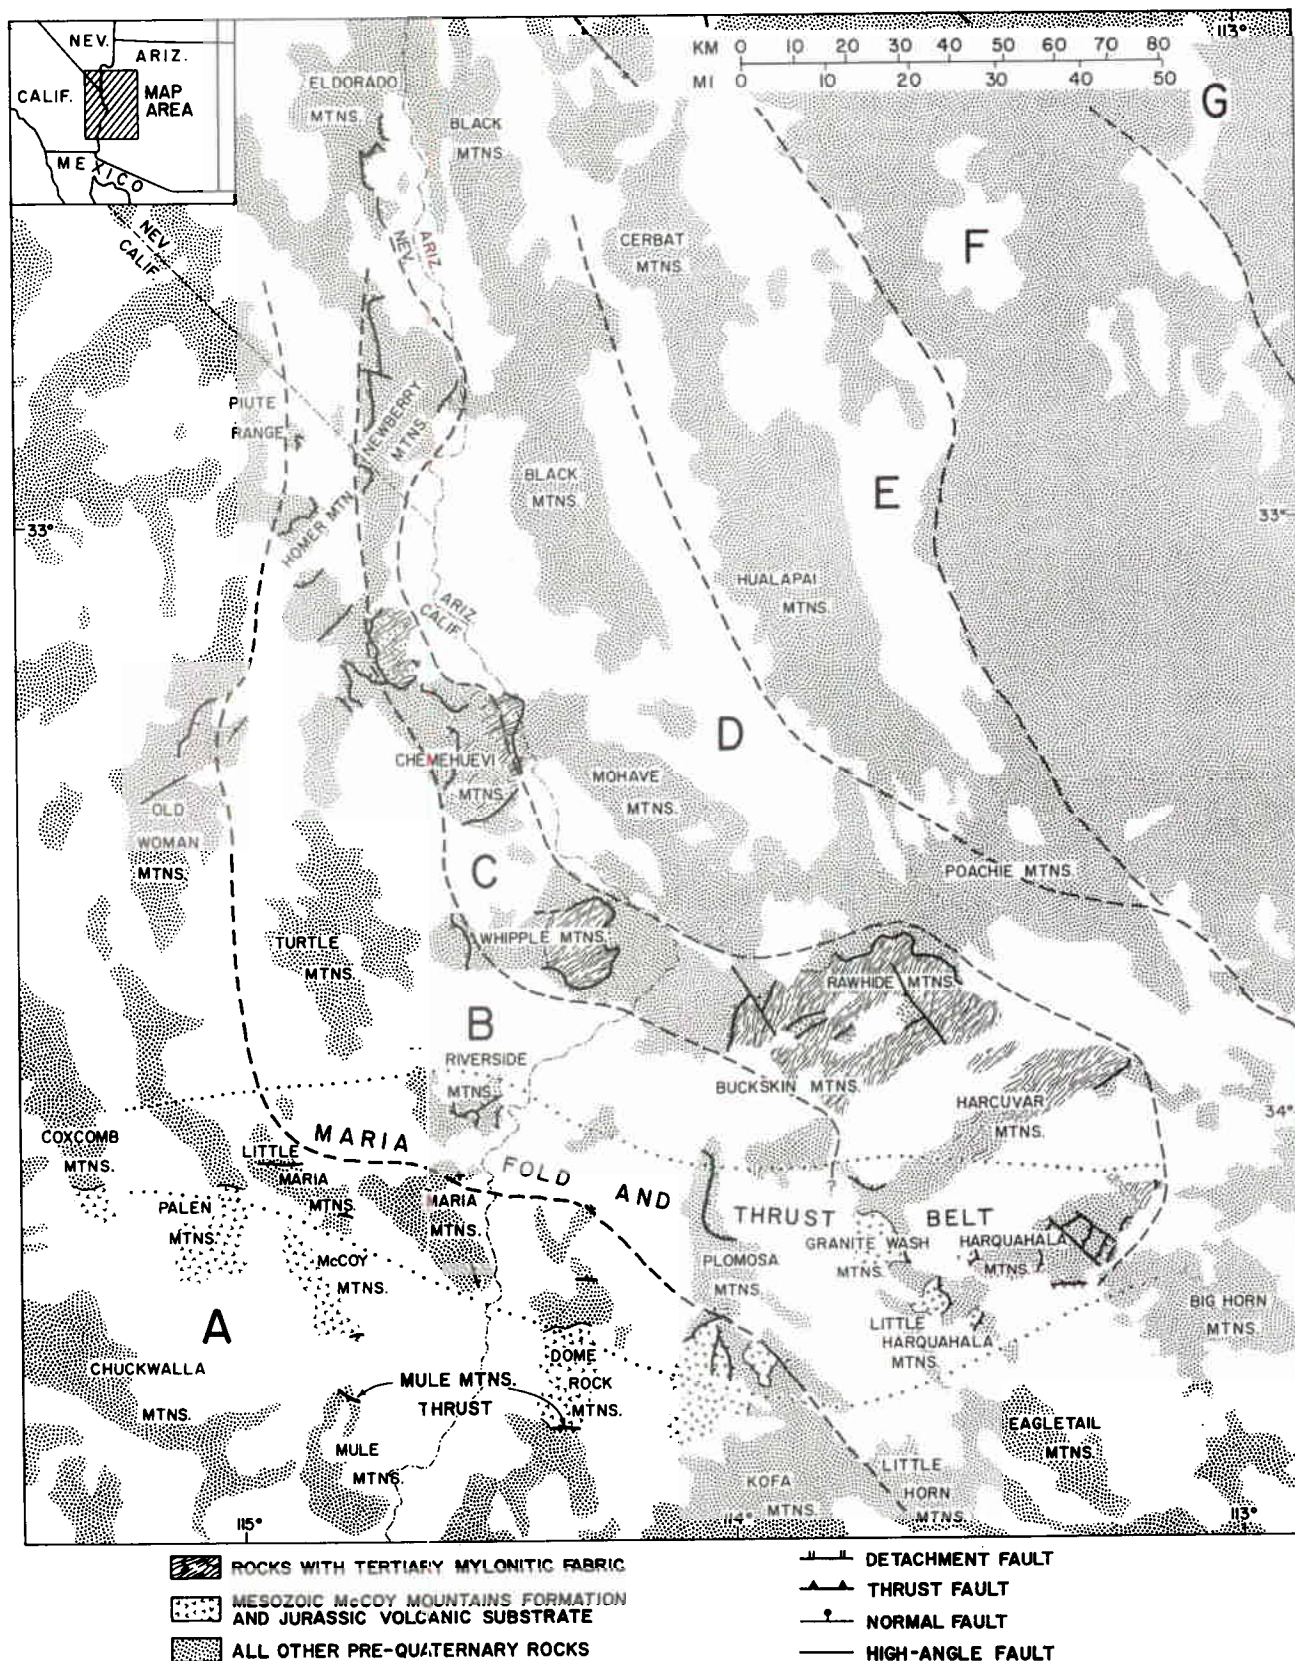 NEV.
ARIZ.
CALIF.
MAP
AREA
MEXICO
113°
KM 0 10 20 30 40 50 60 70 80
MI 0 10 20 30 40 50
ELDORADO
MTNS.
BLACK
MTNS.
G
NEV.
CALIF.
NEV.
ARIZ.
CERBAT
MTNS.
F
PIUTE
RANGE
NEWBERRY
MTNS.
BLACK
MTNS.
E
33°
33°
HOMER MTN.
HUALAPAI
MTNS.
ARIZ.
CALIF.
D
CHEMEHUEVI
MTNS.
MOHAVE
MTNS.
OLD
WOMAN
MTNS.
C
POACHIE MTNS.
TURTLE
MTNS.
WHIPPLE MTNS.
RAWHIDE MTNS.
B
RIVERSIDE
MTNS.
BUCKSKIN MTNS.
HARCUVAR
MTNS.
34°
COXCOMB
MTNS.
LITTLE
MARIA
MTNS.
MARIA FOLD AND THRUST BELT
PALEN
MTNS.
MARIA
MTNS.
McCOY
MTNS.
PLOMOSA
MTNS.
GRANITE WASH
MTNS.
HARQUAHALA
MTNS.
BIG HORN
MTNS.
A
LITTLE
HARQUAHALA
MTNS.
CHUCKWALLA
MTNS.
MULE MTNS.
THRUST
DOME
ROCK
MTNS.
EAGLETAIL
MTNS.
MULE
MTNS.
KOFA
MTNS.
LITTLE
HORN
MTNS.
115°
114°
113°
ROCKS WITH TERTIARY MYLONITIC FABRIC
MESOZOIC McCOY MOUNTAINS FORMATION
AND JURASSIC VOLCANIC SUBSTRATE
ALL OTHER PRE-QUATERNARY ROCKS
DETACHMENT FAULT
THRUST FAULT
NORMAL FAULT
HIGH-ANGLE FAULT